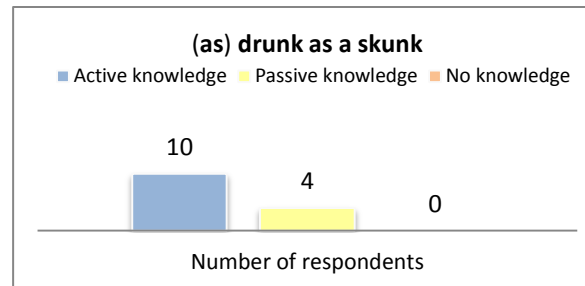 (as) drunk as a skunk
Active knowledge Passive knowledge No knowledge
10
4
0
Number of respondents